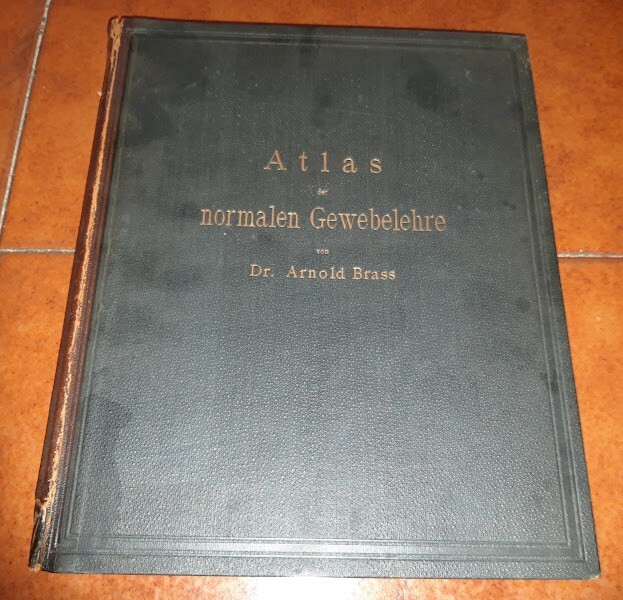 Atlas
der
normalen Gewebelehre
von
Dr. Arnold Brass